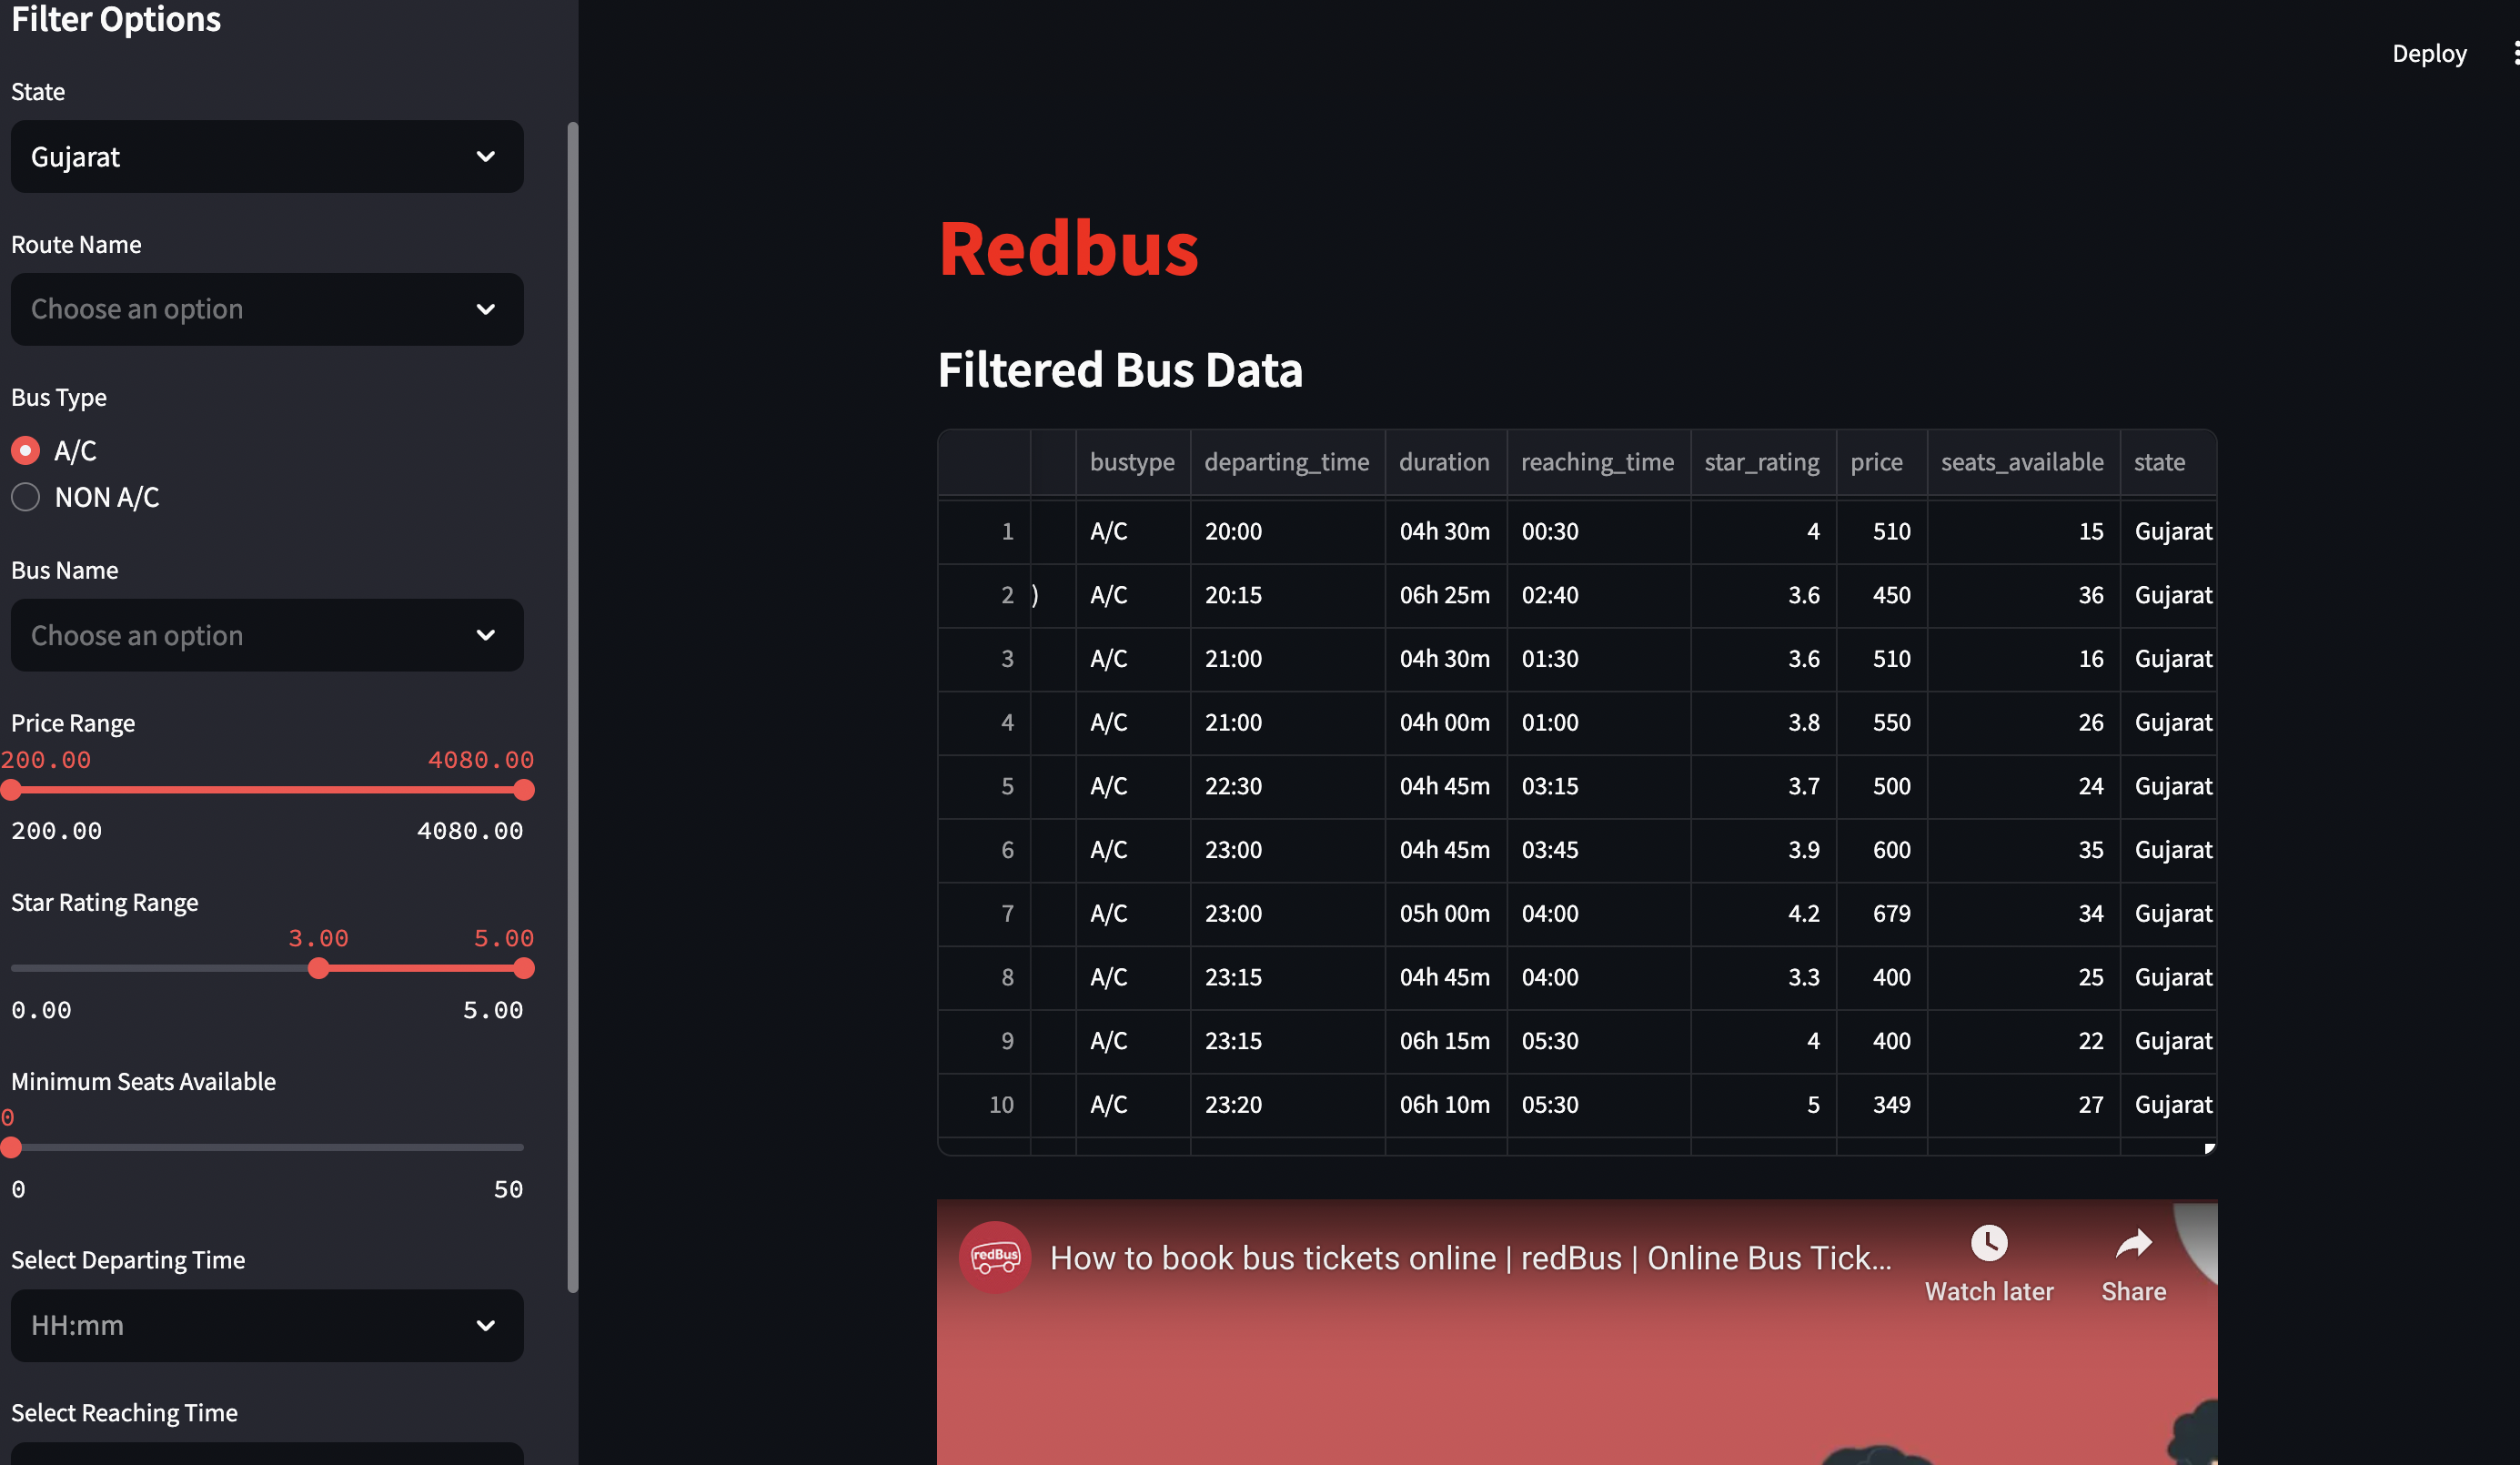 Filter Options
State
Gujarat
Route Name
Choose an option
Bus Type
A/C
NON A/C
Bus Name
Choose an option
Price Range
200.00 4080.00
200.00 4080.00
Star Rating Range
3.00 5.00
0.00 5.00
Minimum Seats Available
0
0 50
Select Departing Time
HH:mm
Select Reaching Time
Deploy
Redbus
Filtered Bus Data
bustype departing_time duration reaching_time star_rating price seats_available state
1 A/C 20:00 04h 30m 00:30 4 510 15 Gujarat
2 ) A/C 20:15 06h 25m 02:40 3.6 450 36 Gujarat
3 A/C 21:00 04h 30m 01:30 3.6 510 16 Gujarat
4 A/C 21:00 04h 00m 01:00 3.8 550 26 Gujarat
5 A/C 22:30 04h 45m 03:15 3.7 500 24 Gujarat
6 A/C 23:00 04h 45m 03:45 3.9 600 35 Gujarat
7 A/C 23:00 05h 00m 04:00 4.2 679 34 Gujarat
8 A/C 23:15 04h 45m 04:00 3.3 400 25 Gujarat
9 A/C 23:15 06h 15m 05:30 4 400 22 Gujarat
10 A/C 23:20 06h 10m 05:30 5 349 27 Gujarat
redBus
How to book bus tickets online | redBus | Online Bus Tick...
Watch later
Share